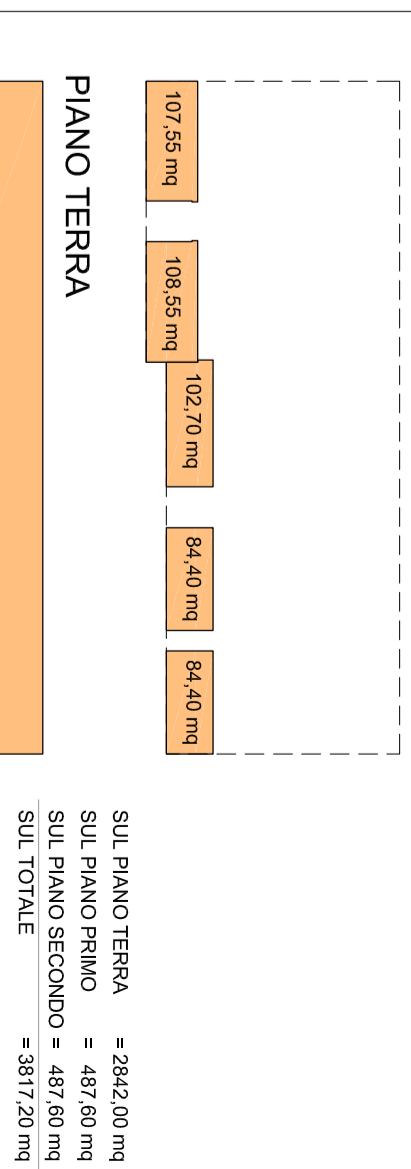 107,55 mq
108,55 mq
102,70 mq
84,40 mq
84,40 mq
PIANO TERRA
SUL PIANO TERRA = 2842,00 mq
SUL PIANO PRIMO = 487,60 mq
SUL PIANO SECONDO = 487,60 mq
SUL TOTALE = 3817,20 mq